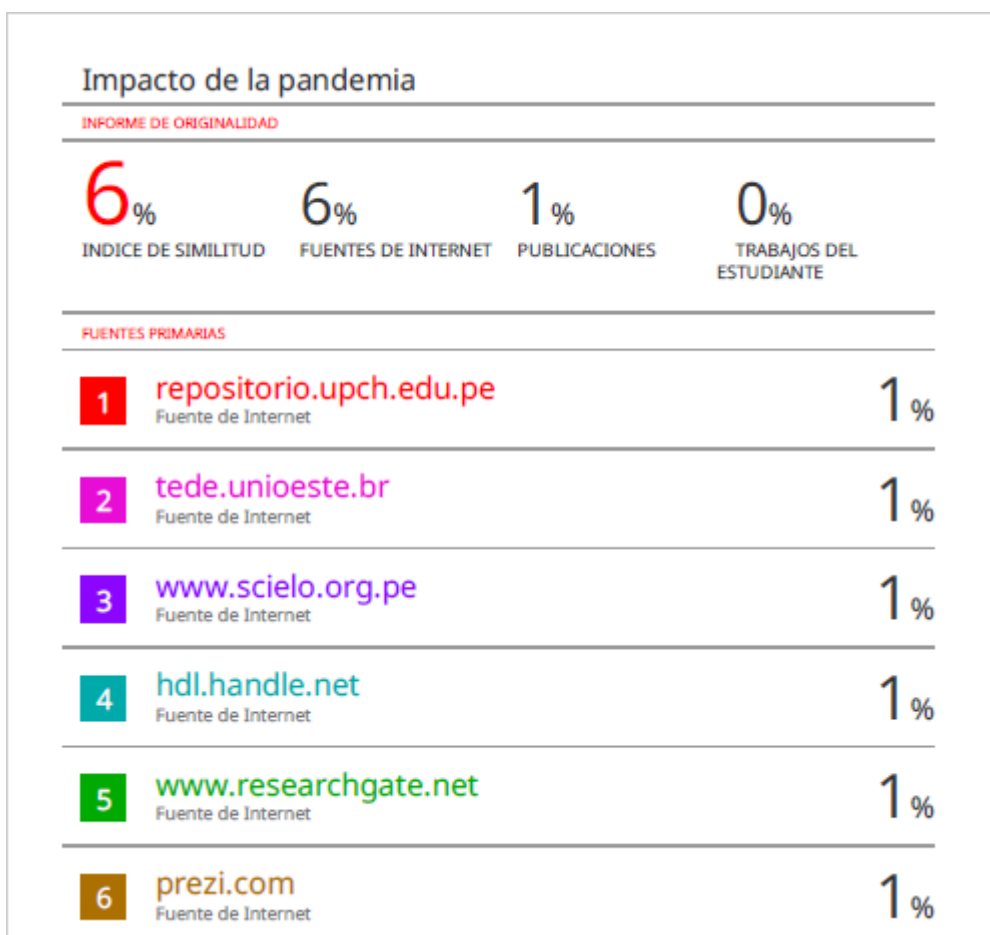 Impacto de la pandemia
INFORME DE ORIGINALIDAD
6% 6% 1% 0%
INDICE DE SIMILITUD FUENTES DE INTERNET PUBLICACIONES TRABAJOS DEL
ESTUDIANTE
FUENTES PRIMARIAS
1 repositorio.upch.edu.pe 1%
Fuente de Internet
2 tede.unioeste.br 1%
Fuente de Internet
3 www.scielo.org.pe 1%
Fuente de Internet
4 hdl.handle.net 1%
Fuente de Internet
5 www.researchgate.net 1%
Fuente de Internet
6 prezi.com 1%
Fuente de Internet